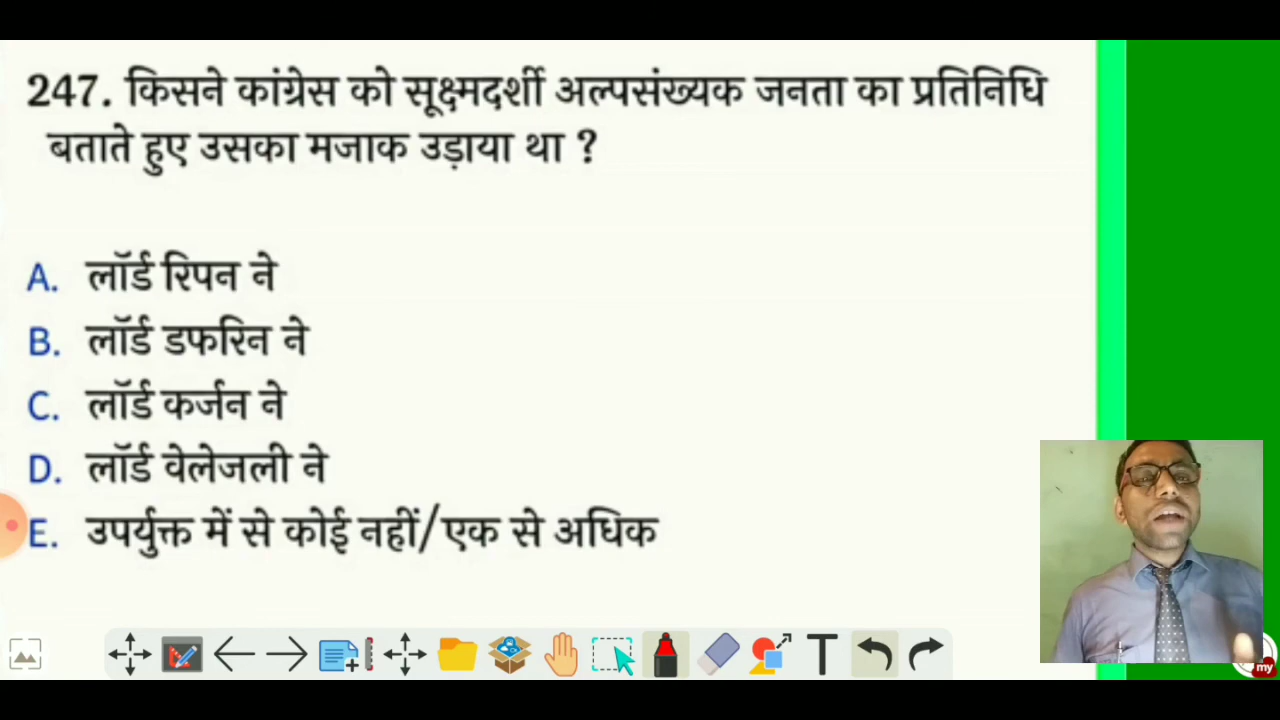 247. किसने कांग्रेस को सूक्ष्मदर्शी अल्पसंख्यक जनता का प्रतिनिधि
बताते हुए उसका मजाक उड़ाया था ?
A. लॉर्ड रिपन ने
B. लॉर्ड डफरिन ने
C. लॉर्ड कर्जन ने
D. लॉर्ड वेलेजली ने
E. उपर्युक्त में से कोई नहीं/एक से अधिक
T
my